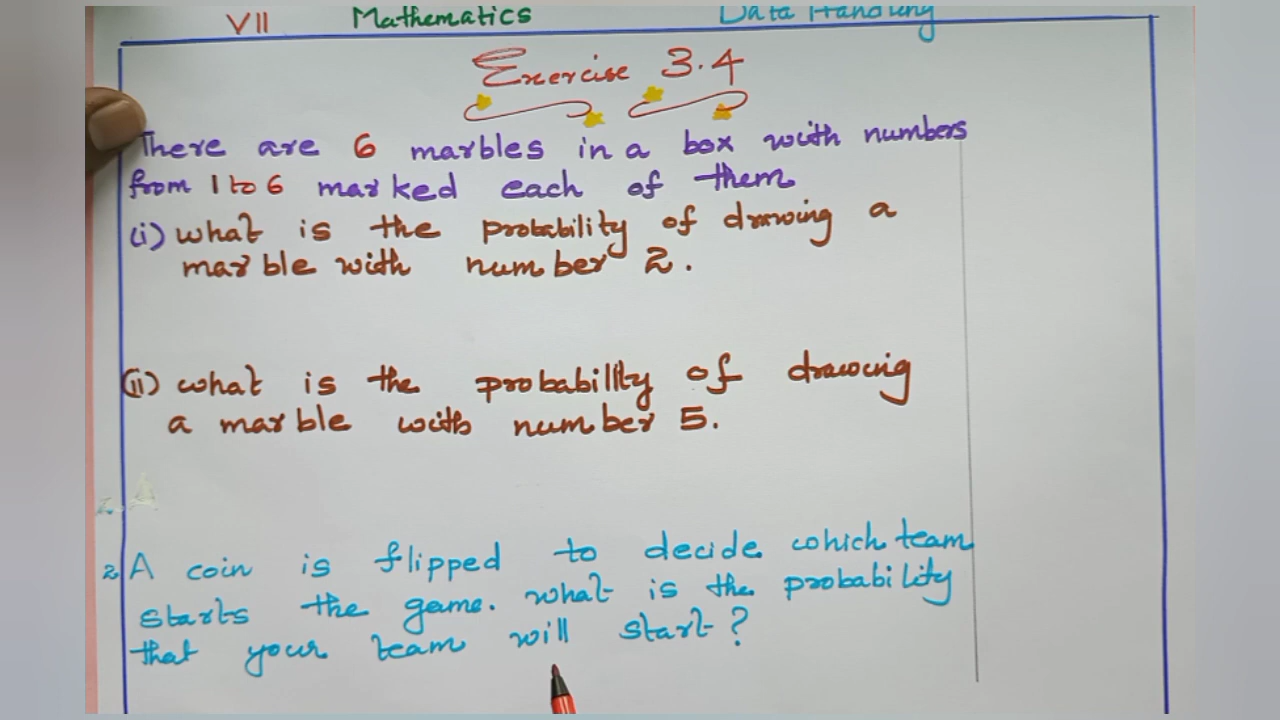 VII Mathematics Data Handling
Exercise 3.4
There are 6 marbles in a box with numbers
from 1 to 6 marked each of them
(i) what is the probability of drawing a
marble with number 2.
(ii) what is the probability of drawing
a marble with number 5.
2. A coin is flipped to decide which team
starts the game. what is the probability
that your team will start?